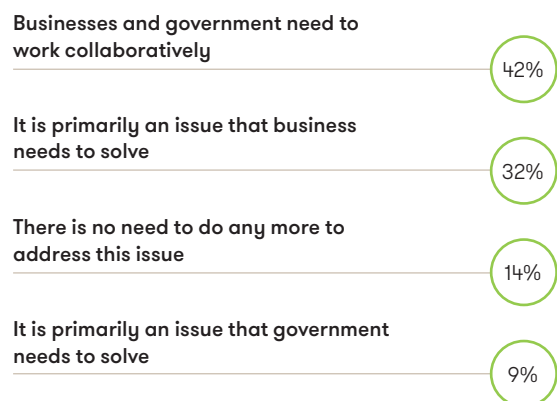 Businesses and government need to
work collaboratively
42%
It is primarily an issue that business
needs to solve
32%
There is no need to do any more to
address this issue
14%
It is primarily an issue that government
needs to solve
9%